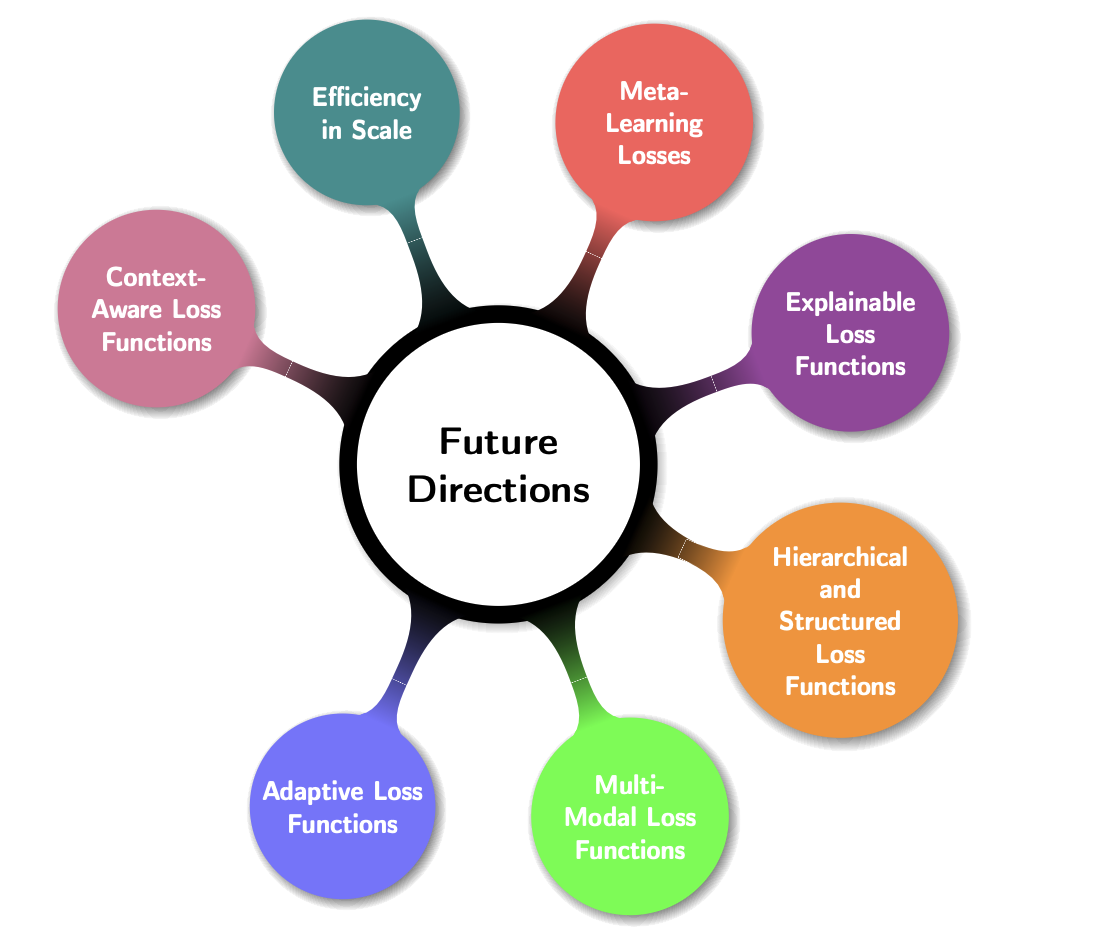 Efficiency
in Scale
Meta-
Learning
Losses
Context-
Aware Loss
Functions
Explainable
Loss
Functions
Future
Directions
Hierarchical
and
Structured
Loss
Functions
Adaptive Loss
Functions
Multi-
Modal Loss
Functions